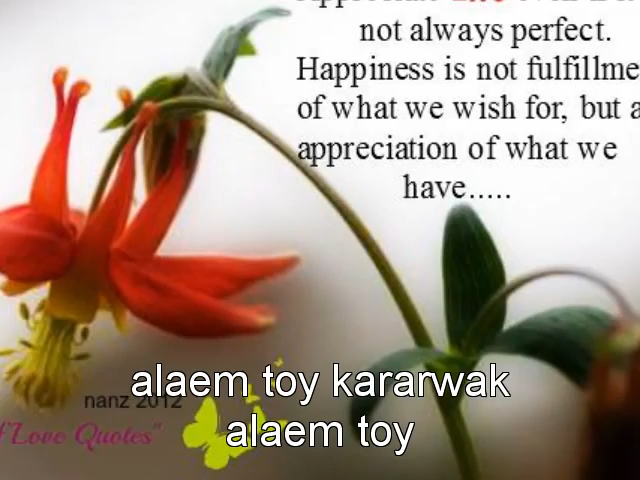 not always perfect.
Happiness is not fulfillme
of what we wish for, but a
appreciation of what we
have.....
alaem toy kararwak
nanz 2012
alaem toy
"Love Quotes"